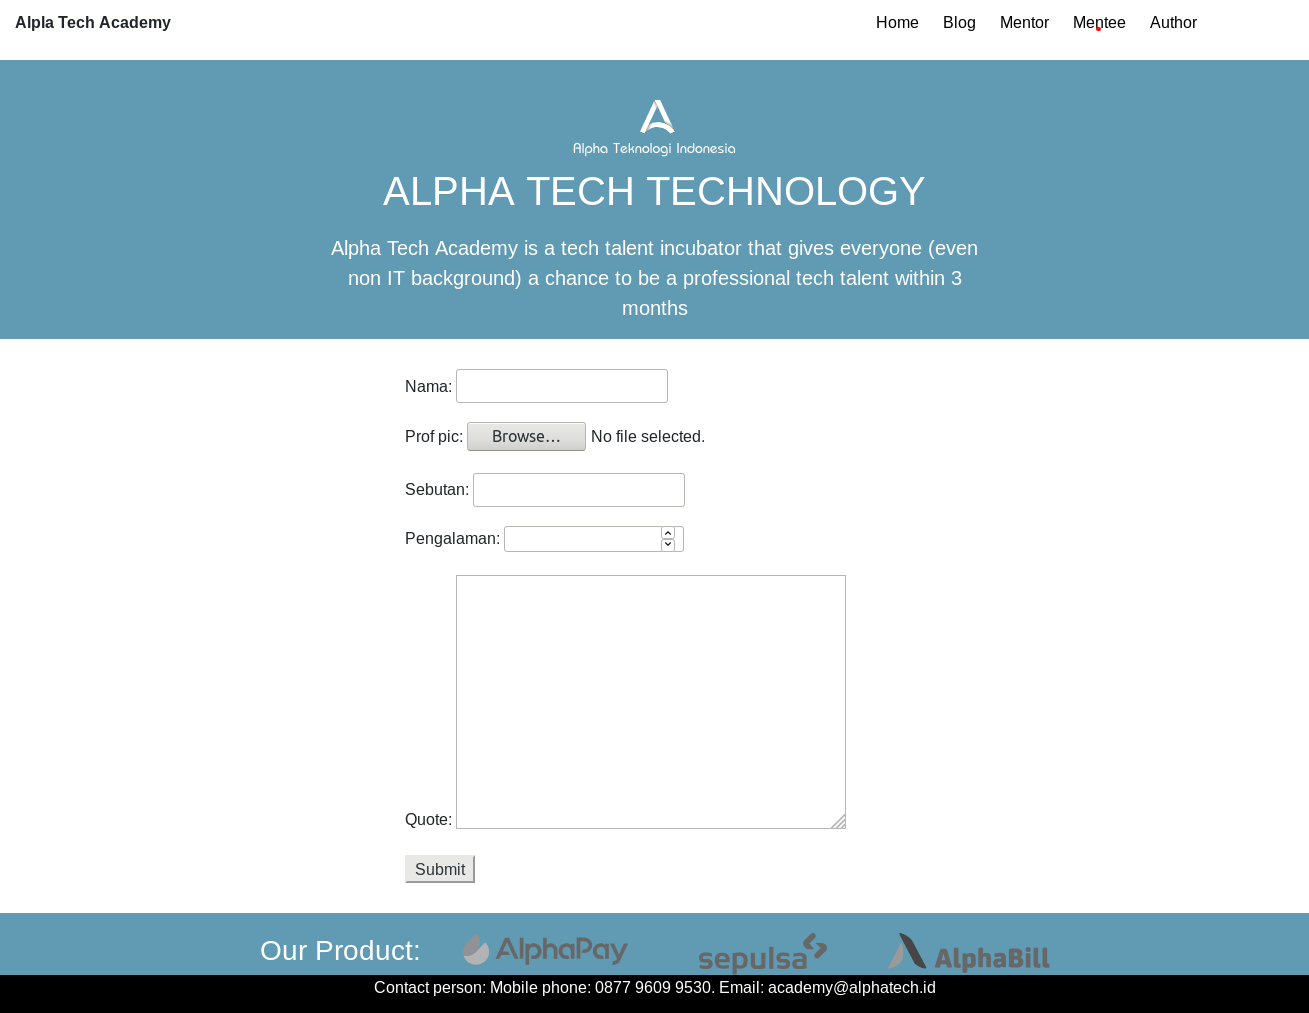 Alpla Tech Academy
Home Blog Mentor Mentee Author
Alpha Teknologi Indonesia
ALPHA TECH TECHNOLOGY
Alpha Tech Academy is a tech talent incubator that gives everyone (even
non IT background) a chance to be a professional tech talent within 3
months
Nama:
Prof pic: Browse... No file selected.
Sebutan:
Pengalaman:
Quote:
Submit
Our Product: AlphaPay sepulsa AlphaBill
Contact person: Mobile phone: 0877 9609 9530. Email: academy@alphatech.id